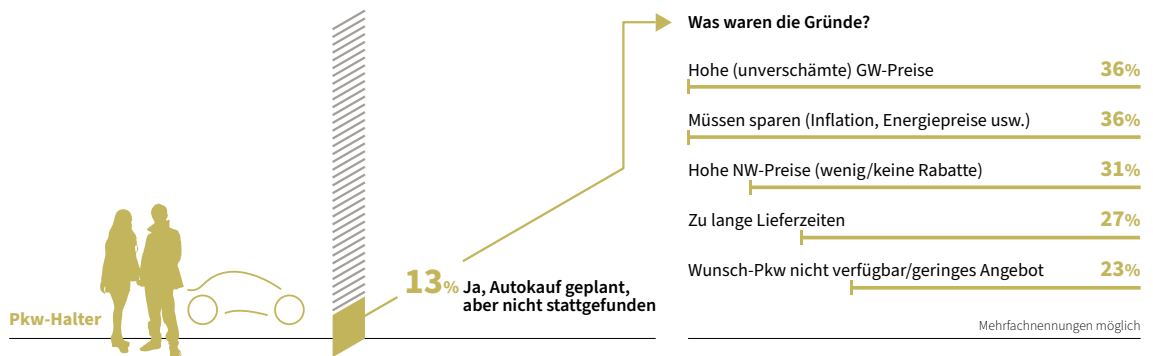 Was waren die Gründe?
Hohe (unverschämte) GW-Preise 36%
Müssen sparen (Inflation, Energiepreise usw.) 36%
Hohe NW-Preise (wenig/keine Rabatte) 31%
Zu lange Lieferzeiten 27%
Wunsch-Pkw nicht verfügbar/geringes Angebot 23%
13% Ja, Autokauf geplant,
aber nicht stattgefunden
Pkw-Halter
Mehrfachnennungen möglich